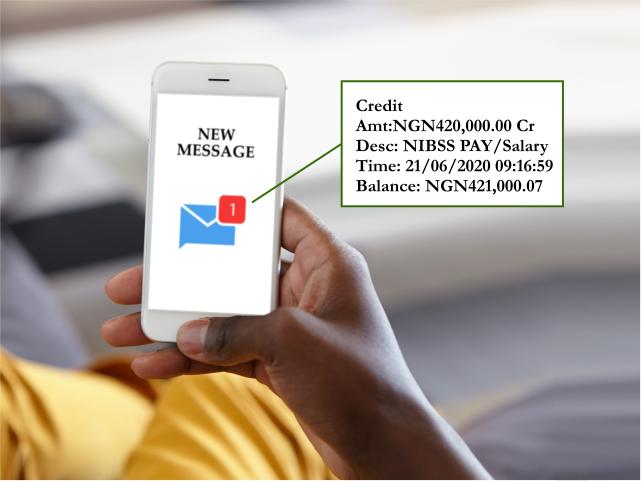 NEW
MESSAGE
1
Credit
Amt:NGN420,000.00 Cr
Desc: NIBSS PAY/Salary
Time: 21/06/2020 09:16:59
Balance: NGN421,000.07